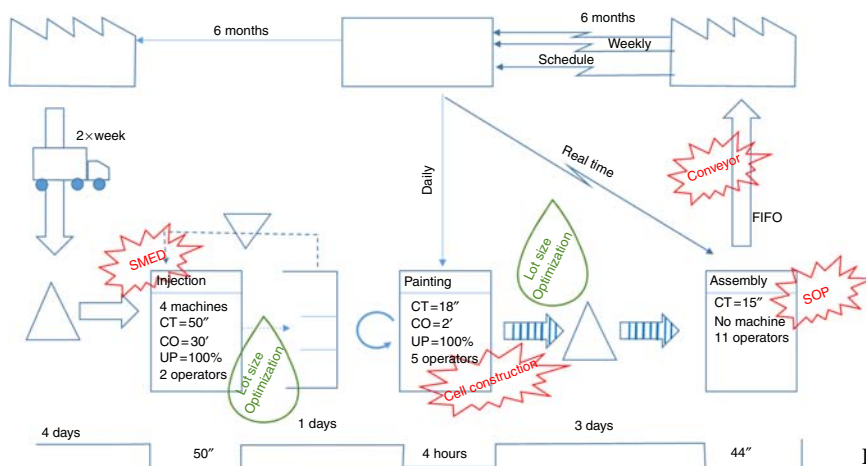 6 months
6 months
Weekly
Schedule
2×week
Daily
Real time
Conveyor
FIFO
SMED
Lot size
Optimization
Injection
4 machines
CT=50″
CO=30′
UP=100%
2 operators
Lot size
Optimization
Painting
CT=18″
CO=2′
UP=100%
5 operators
Cell construction
Assembly
CT=15″
No machine
11 operators
SOP
4 days
50″
1 days
4 hours
3 days
44″